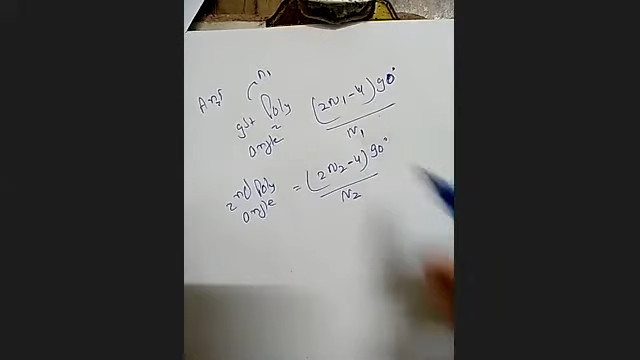 n₁
Ans
1st Poly angle = (2n₁-4)90°
n₁
2nd Poly angle = (2n₂-4)90°
n₂